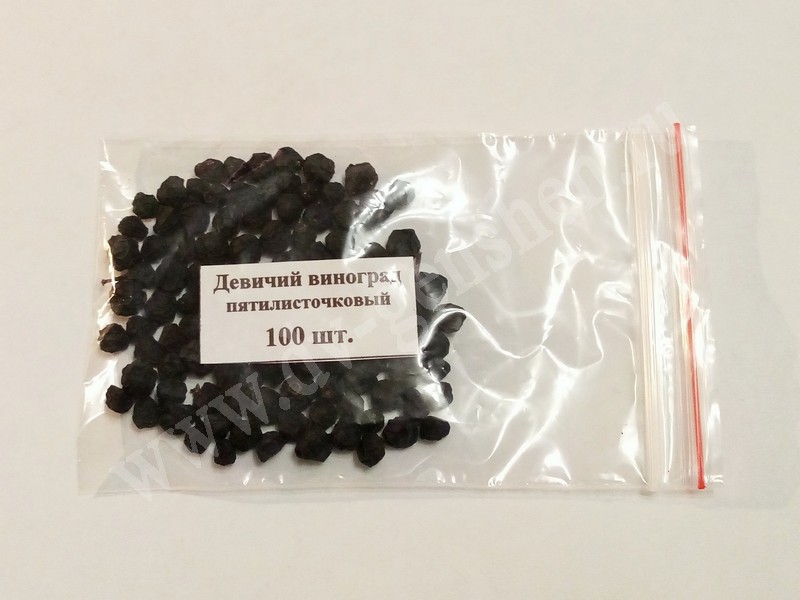 Девичий виноград
пятилисточковый
100 шт.